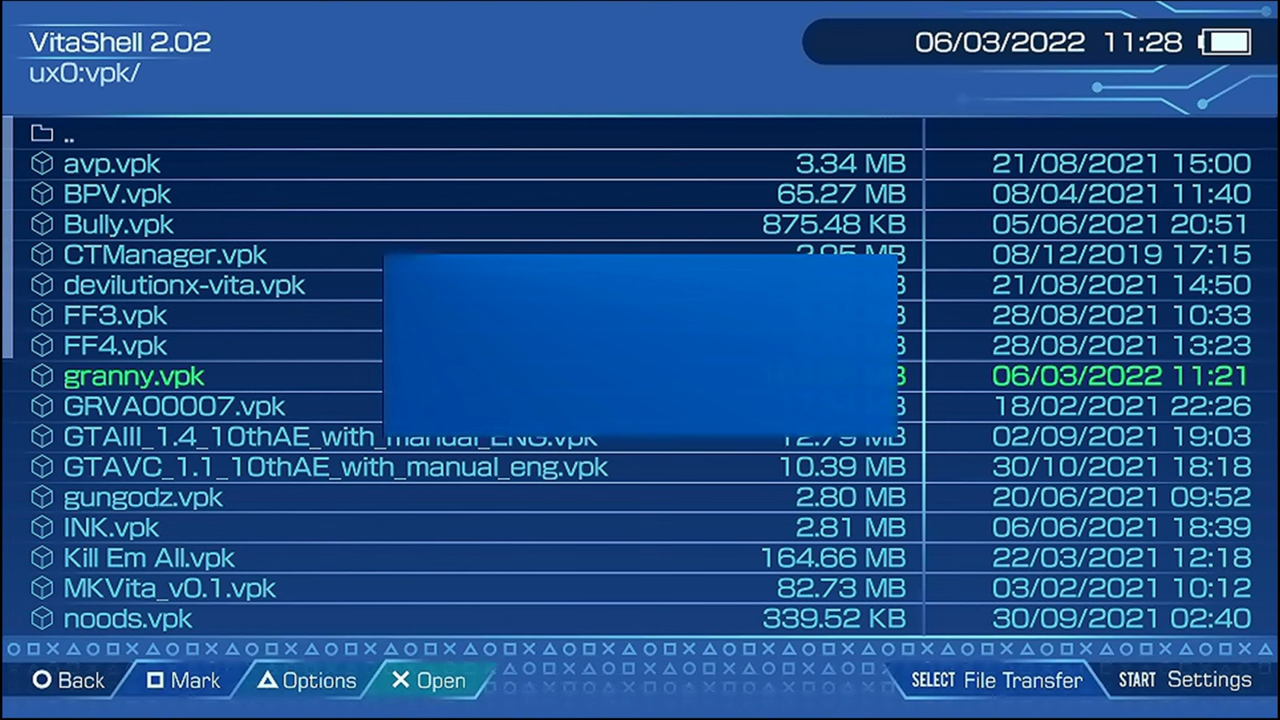 VitaShell 2.02
06/03/2022 11:28
ux0:vpk/
..
avp.vpk 3.34 MB 21/08/2021 15:00
BPV.vpk 65.27 MB 08/04/2021 11:40
Bully.vpk 875.48 KB 05/06/2021 20:51
CTManager.vpk MB 08/12/2019 17:15
devilutionx-vita.vpk 21/08/2021 14:50
FF3.vpk 28/08/2021 10:33
FF4.vpk 28/08/2021 13:23
granny.vpk 06/03/2022 11:21
GRVA00007.vpk 18/02/2021 22:26
GTAIII_1.4_10thAE_with_manual_ENG.vpk 12.79 MB 02/09/2021 19:03
GTAVC_1.1_10thAE_with_manual_eng.vpk 10.39 MB 30/10/2021 18:18
gungodz.vpk 2.80 MB 20/06/2021 09:52
INK.vpk 2.81 MB 06/06/2021 18:39
Kill Em All.vpk 164.66 MB 22/03/2021 12:18
MKVita_v0.1.vpk 82.73 MB 03/02/2021 10:12
noods.vpk 339.52 KB 30/09/2021 02:40
Back Mark Options Open SELECT File Transfer START Settings